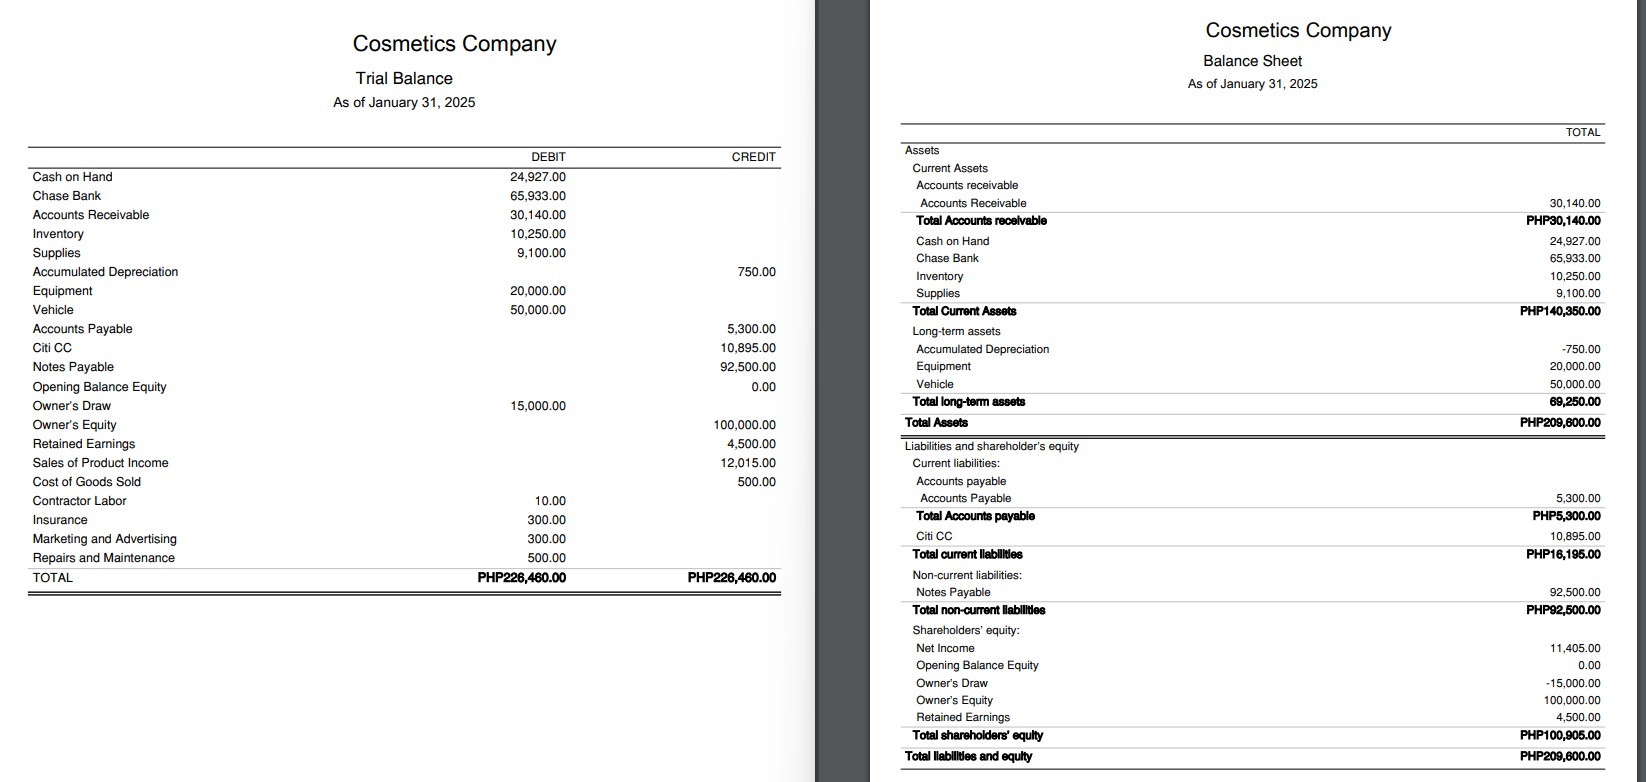 Cosmetics Company
Trial Balance
As of January 31, 2025
DEBIT CREDIT
Cash on Hand 24,927.00
Chase Bank 65,933.00
Accounts Receivable 30,140.00
Inventory 10,250.00
Supplies 9,100.00
Accumulated Depreciation 750.00
Equipment 20,000.00
Vehicle 50,000.00
Accounts Payable 5,300.00
Citi CC 10,895.00
Notes Payable 92,500.00
Opening Balance Equity 0.00
Owner's Draw 15,000.00
Owner's Equity 100,000.00
Retained Earnings 4,500.00
Sales of Product Income 12,015.00
Cost of Goods Sold 500.00
Contractor Labor 10.00
Insurance 300.00
Marketing and Advertising 300.00
Repairs and Maintenance 500.00
TOTAL PHP226,460.00 PHP226,460.00
Cosmetics Company
Balance Sheet
As of January 31, 2025
TOTAL
Assets
Current Assets
Accounts receivable
Accounts Receivable 30,140.00
Total Accounts receivable PHP30,140.00
Cash on Hand 24,927.00
Chase Bank 65,933.00
Inventory 10,250.00
Supplies 9,100.00
Total Current Assets PHP140,350.00
Long-term assets
Accumulated Depreciation -750.00
Equipment 20,000.00
Vehicle 50,000.00
Total long-term assets 69,250.00
Total Assets PHP209,600.00
Liabilities and shareholder's equity
Current liabilities:
Accounts payable
Accounts Payable 5,300.00
Total Accounts payable PHP5,300.00
Citi CC 10,895.00
Total current liabilities PHP16,195.00
Non-current liabilities:
Notes Payable 92,500.00
Total non-current liabilities PHP92,500.00
Shareholders' equity:
Net Income 11,405.00
Opening Balance Equity 0.00
Owner's Draw -15,000.00
Owner's Equity 100,000.00
Retained Earnings 4,500.00
Total shareholders' equity PHP100,905.00
Total liabilities and equity PHP209,600.00